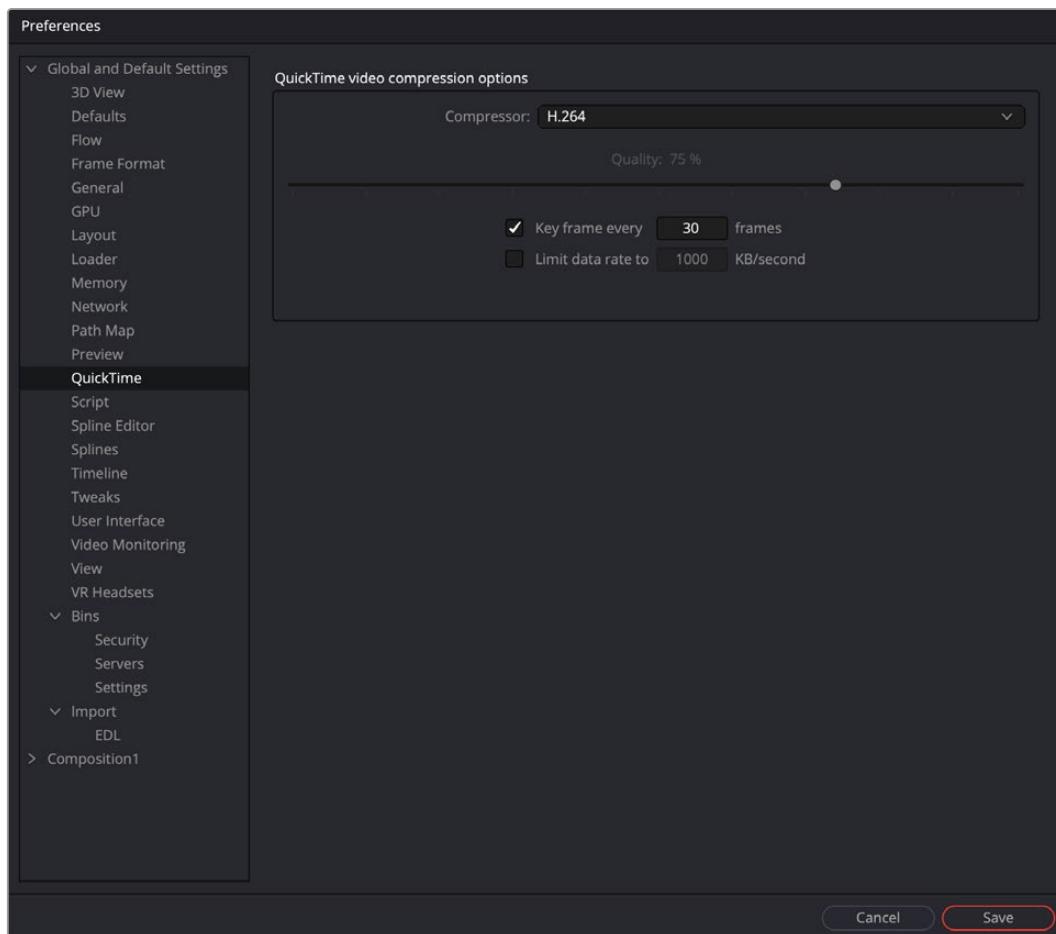 Preferences
Global and Default Settings
3D View
Defaults
Flow
Frame Format
General
GPU
Layout
Loader
Memory
Network
Path Map
Preview
QuickTime
Script
Spline Editor
Splines
Timeline
Tweaks
User Interface
Video Monitoring
View
VR Headsets
Bins
Security
Servers
Settings
Import
EDL
Composition1
QuickTime video compression options
Compressor: H.264
Quality: 75 %
Key frame every 30 frames
Limit data rate to 1000 KB/second
Cancel Save